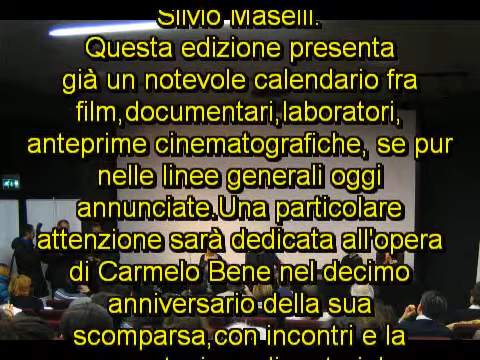 Silvio Maselli.
Questa edizione presenta
già un notevole calendario fra
film,documentari,laboratori,
anteprime cinematografiche, se pur
nelle linee generali oggi
annunciate.Una particolare
attenzione sarà dedicata all'opera
di Carmelo Bene nel decimo
anniversario della sua
scomparsa,con incontri e la